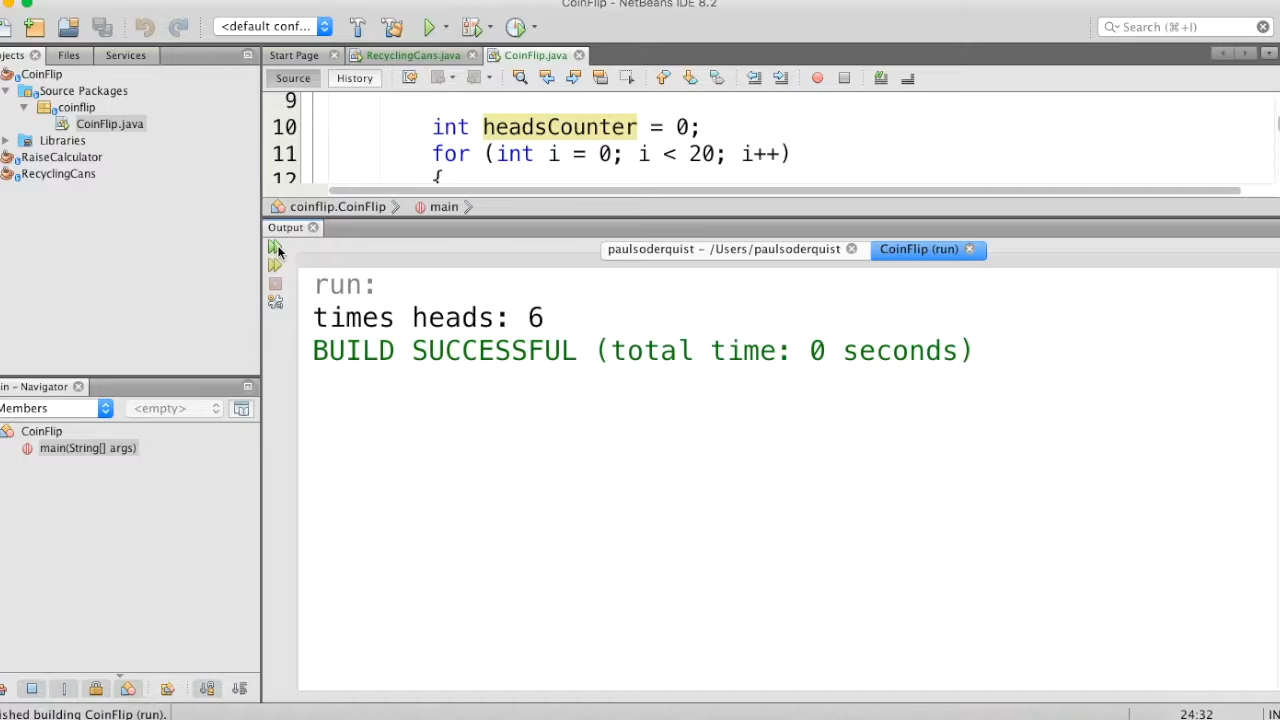 CoinFlip - NetBeans IDE 8.2
<default conf...
Search (⌘+I)
Files
Services
Start Page
RecyclingCans.java
CoinFlip.java
Source
History
CoinFlip
Source Packages
coinflip
CoinFlip.java
Libraries
RaiseCalculator
RecyclingCans
9
10 int headsCounter = 0;
11 for (int i = 0; i < 20; i++)
12 {
coinflip.CoinFlip
main
Output
paulsoderquist - /Users/paulsoderquist
CoinFlip (run)
run:
times heads: 6
BUILD SUCCESSFUL (total time: 0 seconds)
in - Navigator
Members
<empty>
CoinFlip
main(String[] args)
shed building CoinFlip (run).
24:32
IN